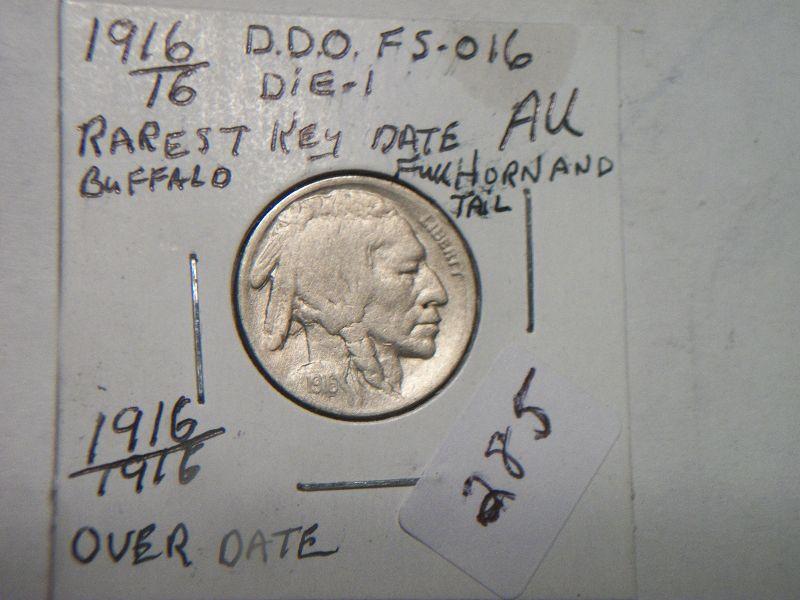 1916 D.D.O. FS-016
16 DIE-1
RAREST KEY DATE AU
BUFFALO FULL HORN AND
TAIL
LIBERTY
1916
1916
1916
285
OVER DATE